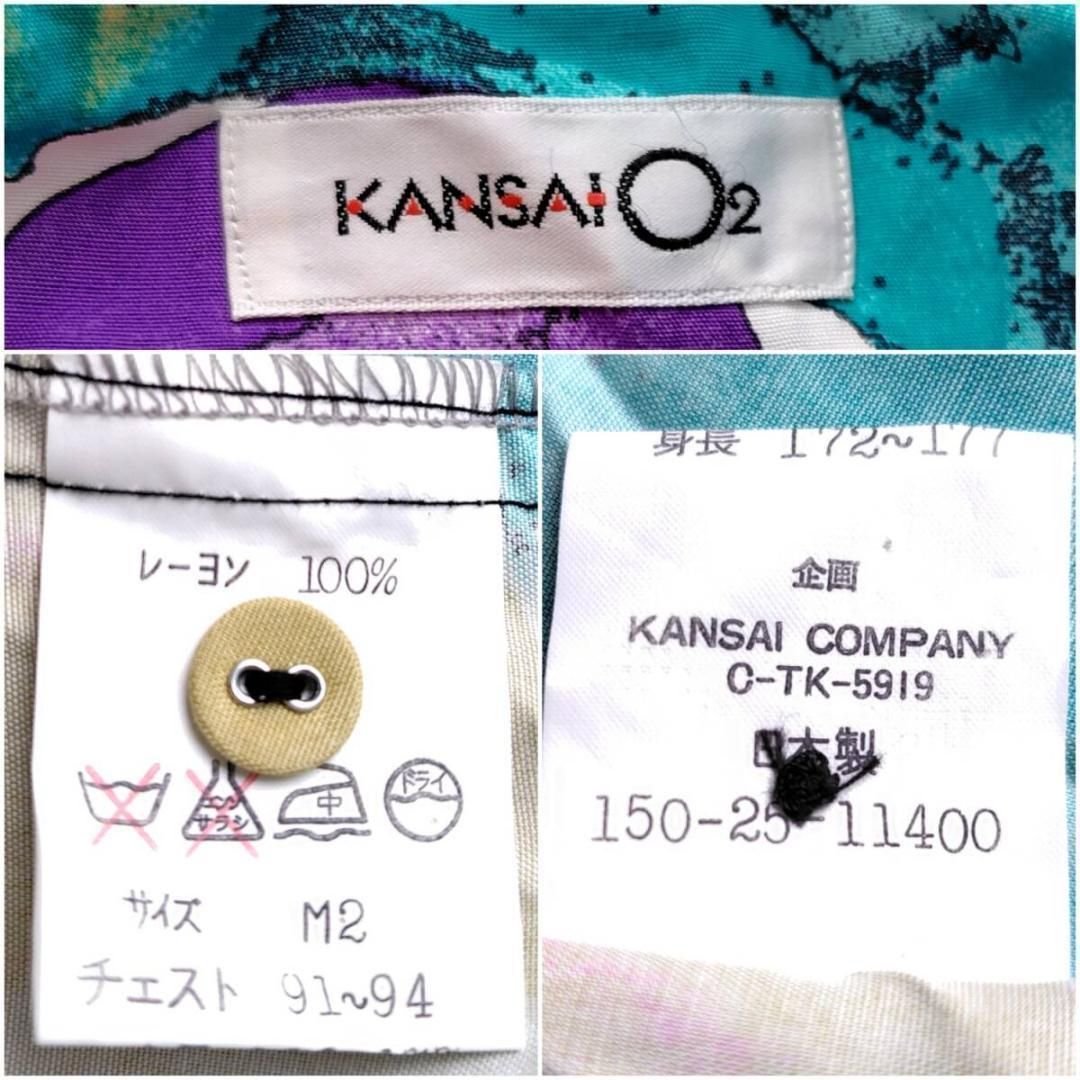 KANSAI O2
レーヨン 100%
サラシ
中
ドライ
サイズ M2
チェスト 91~94
身長 172~177
企画
KANSAI COMPANY
C-TK-5919
日本製
150-25-11400